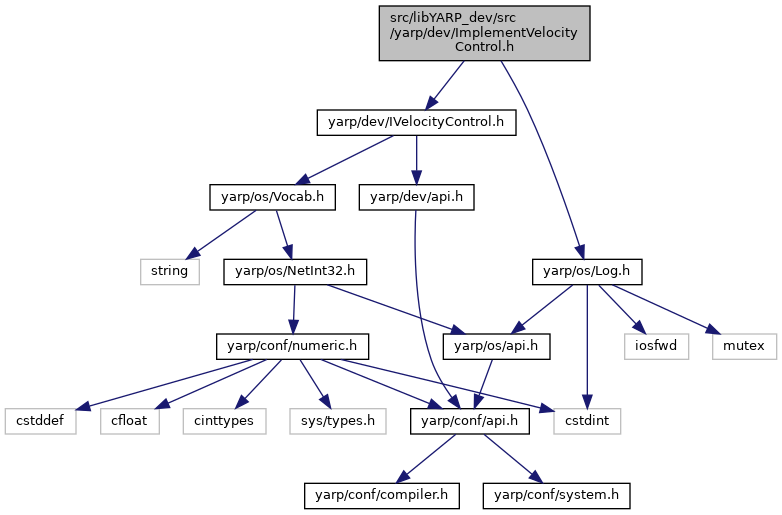 src/libYARP_dev/src
/yarp/dev/ImplementVelocity
Control.h
yarp/dev/IVelocityControl.h
yarp/os/Vocab.h
yarp/dev/api.h
string
yarp/os/NetInt32.h
yarp/os/Log.h
yarp/conf/numeric.h
yarp/os/api.h
iosfwd
mutex
cstddef
cfloat
cinttypes
sys/types.h
yarp/conf/api.h
cstdint
yarp/conf/compiler.h
yarp/conf/system.h